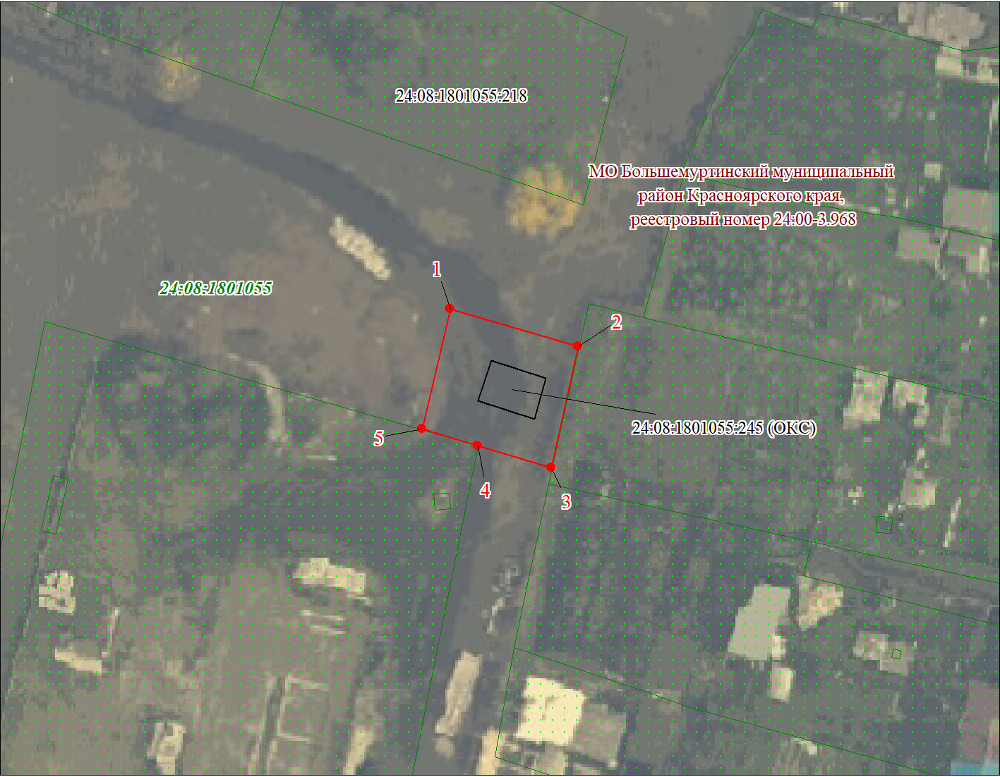 24:08:1801055:218
МО Большемуртинский муниципальный
район Красноярского края,
реестровый номер 24:00-3.968
1
24:08:1801055
2
24:08:1801055:245 (ОКС)
5
4
3